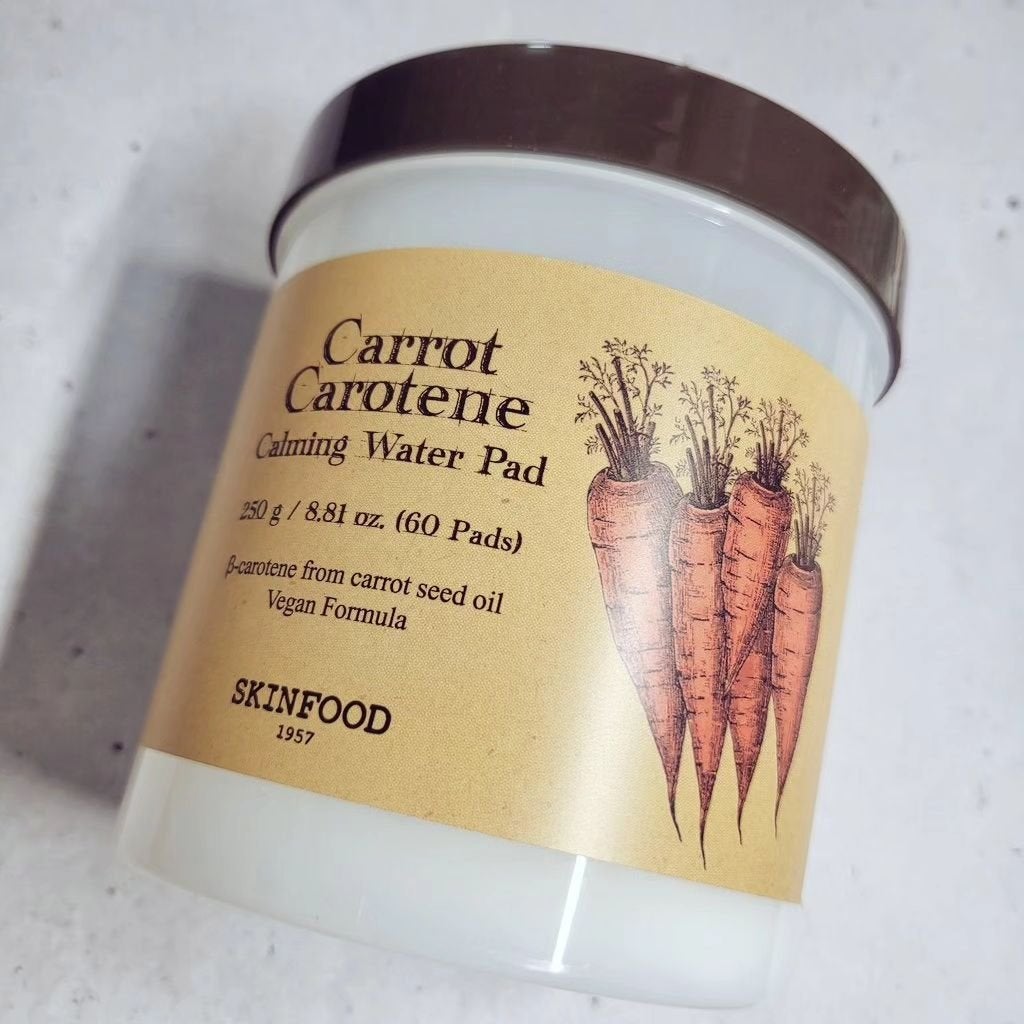 Carrot
Carotene
Calming Water Pad
250 g / 8.81 oz. (60 Pads)
β-carotene from carrot seed oil
Vegan Formula
SKINFOOD
1957